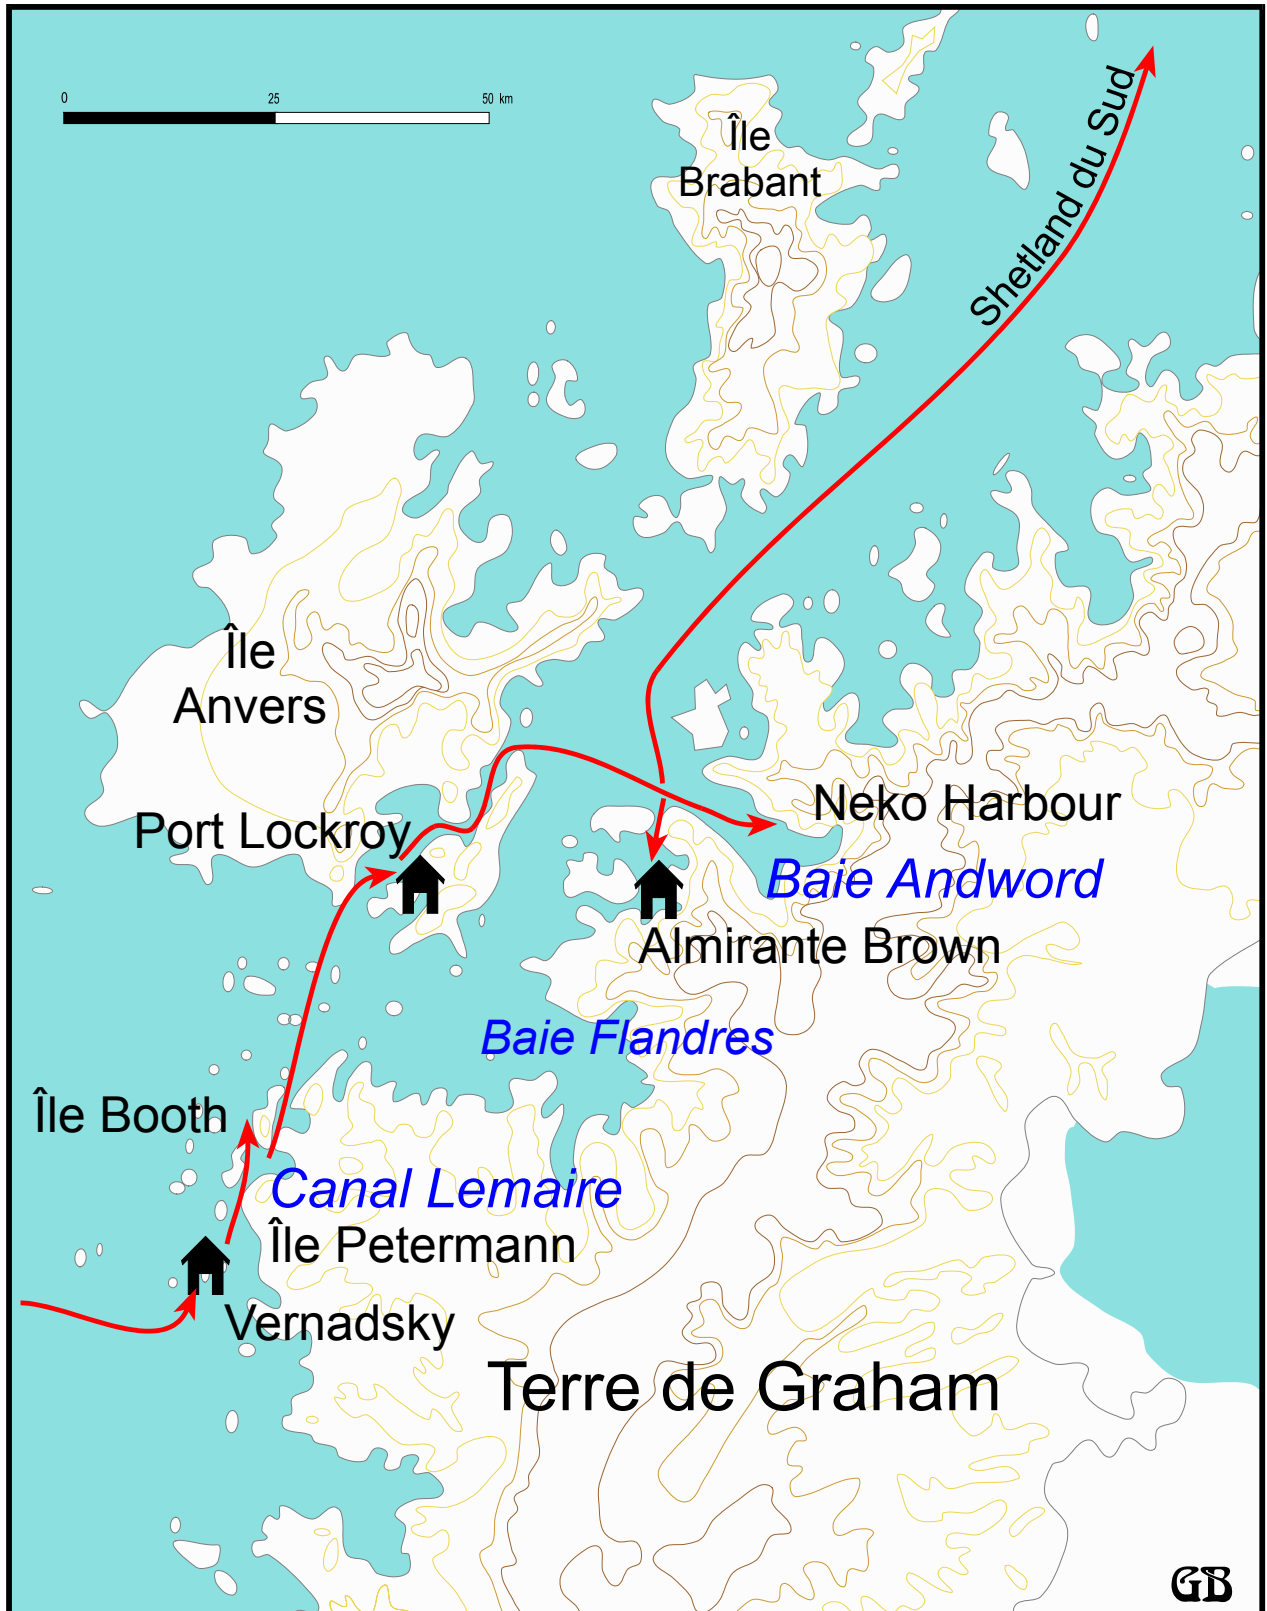 0 25 50 km
Île
Brabant
Shetland du Sud
Île
Anvers
Port Lockroy
Neko Harbour
Baie Andword
Almirante Brown
Baie Flandres
Île Booth
Canal Lemaire
Île Petermann
Vernadsky
Terre de Graham
GB